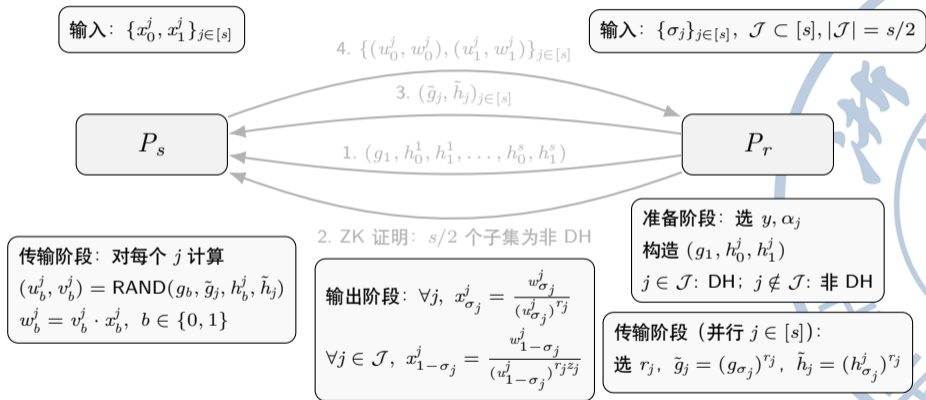 输入：{x_0^j, x_1^j}_{j∈[s]}
输入：{σ_j}_{j∈[s]}, 𝒥 ⊂ [s], |𝒥| = s/2
4. {(u_0^j, w_0^j), (u_1^j, w_1^j)}_{j∈[s]}
3. (g̃_j, h̃_j)_{j∈[s]}
P_s
P_r
1. (g_1, h_0^1, h_1^1, . . . , h_0^s, h_1^s)
2. ZK 证明：s/2 个子集为非 DH
准备阶段：选 y, α_j
构造 (g_1, h_0^j, h_1^j)
j ∈ 𝒥: DH；j ∉ 𝒥: 非 DH
传输阶段：对每个 j 计算
(u_b^j, v_b^j) = RAND(g_b, g̃_j, h_b^j, h̃_j)
w_b^j = v_b^j · x_b^j, b ∈ {0, 1}
输出阶段：∀j, x_{σ_j}^j = w_{σ_j}^j / (u_{σ_j}^j)^{r_j}
∀j ∈ 𝒥, x_{1−σ_j}^j = w_{1−σ_j}^j / (u_{1−σ_j}^j)^{r_j z_j}
传输阶段（并行 j ∈ [s]）：
选 r_j, g̃_j = (g_{σ_j})^{r_j}, h̃_j = (h_{σ_j}^j)^{r_j}